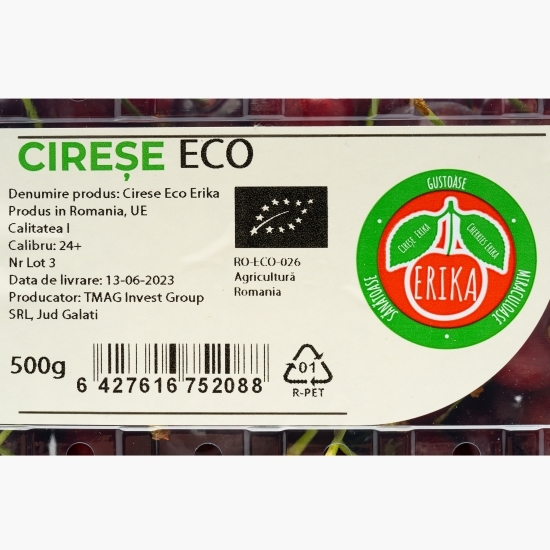 CIREȘE ECO
Denumire produs: Cirese Eco Erika
Produs in Romania, UE
Calitatea I
Calibru: 24+
Nr Lot 3
Data de livrare: 13-06-2023
Producator: TMAG Invest Group
SRL, Jud Galati
RO-ECO-026
Agricultură
Romania
500g
6 427616 752088
01
R-PET
GUSTOASE
CIREȘE ERIKA
CHERRIES ERIKA
ERIKA
SĂNĂTOASE
MIRACULOASE